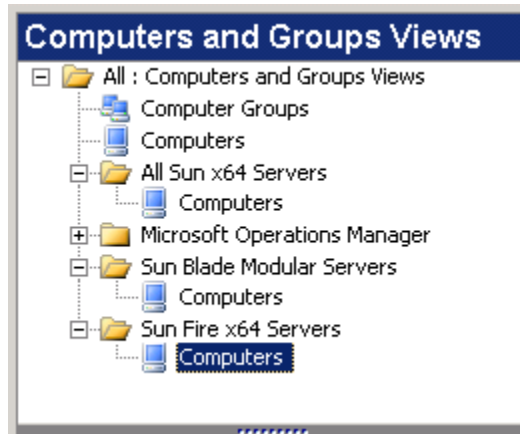 Computers and Groups Views
All : Computers and Groups Views
Computer Groups
Computers
All Sun x64 Servers
Computers
Microsoft Operations Manager
Sun Blade Modular Servers
Computers
Sun Fire x64 Servers
Computers